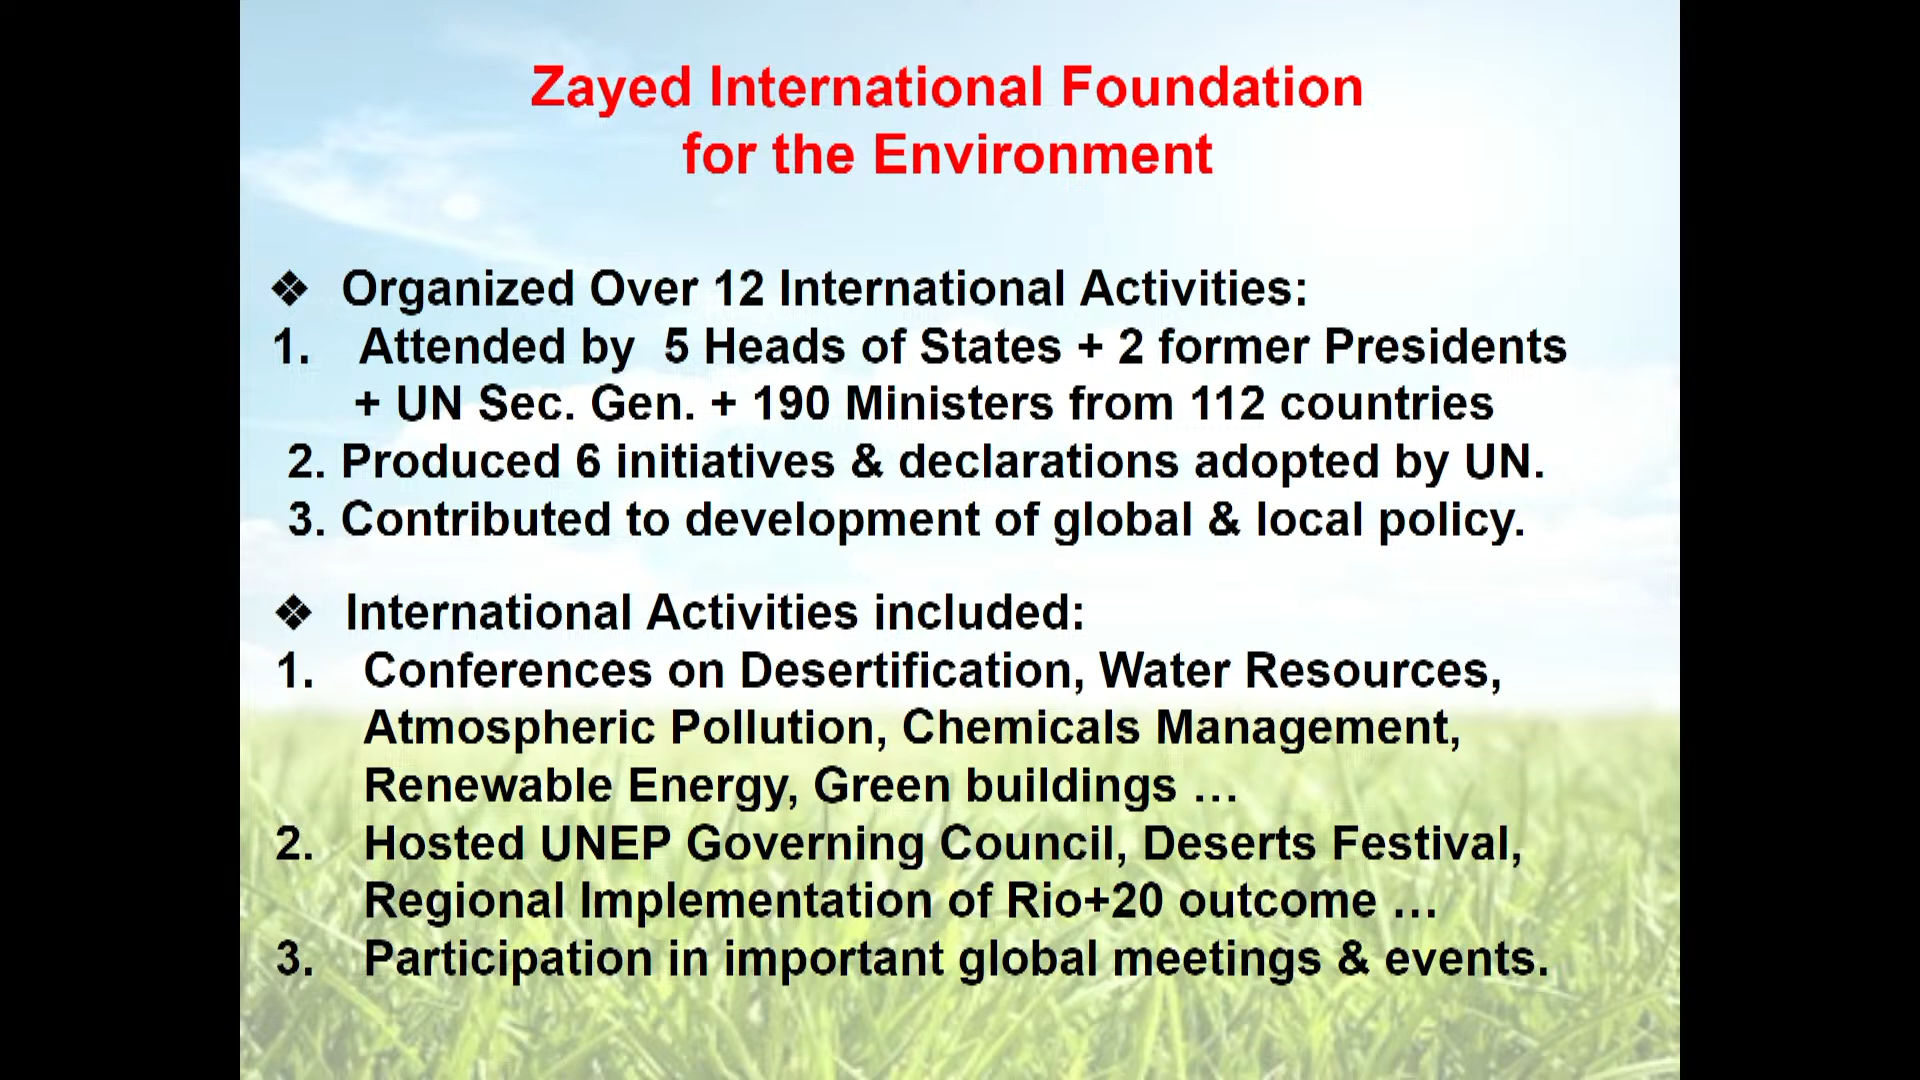 Zayed International Foundation
for the Environment
❖ Organized Over 12 International Activities:
1. Attended by 5 Heads of States + 2 former Presidents
+ UN Sec. Gen. + 190 Ministers from 112 countries
2. Produced 6 initiatives & declarations adopted by UN.
3. Contributed to development of global & local policy.
❖ International Activities included:
1. Conferences on Desertification, Water Resources,
Atmospheric Pollution, Chemicals Management,
Renewable Energy, Green buildings …
2. Hosted UNEP Governing Council, Deserts Festival,
Regional Implementation of Rio+20 outcome …
3. Participation in important global meetings & events.